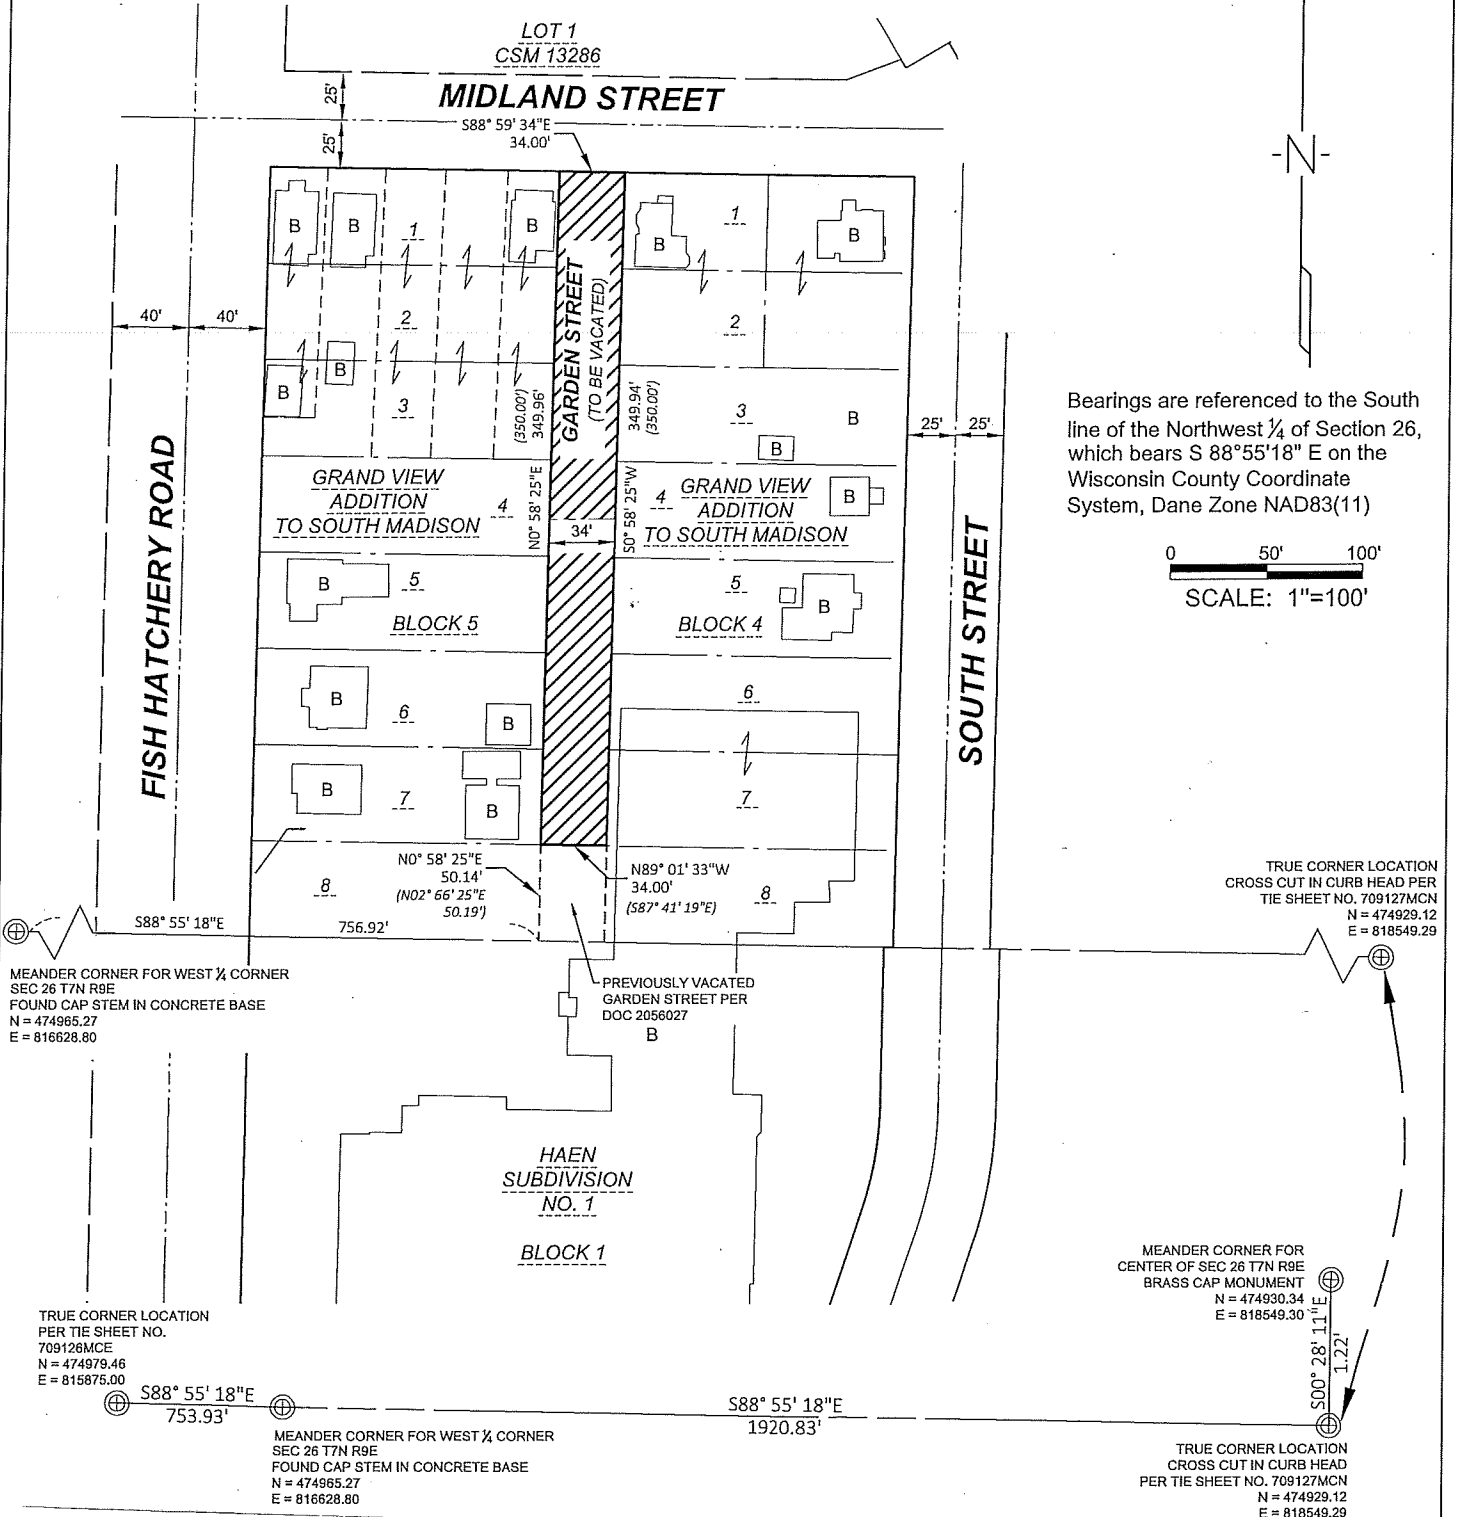 LOT 1
CSM 13286
25'
MIDLAND STREET
25'
S88° 59' 34"E
34.00'
N
B
B
1
B
B
1
B
GARDEN STREET
(TO BE VACATED)
40'
40'
2
2
B
B
3
(350.00')
349.96'
349.94'
(350.00')
3
B
B
25'
25'
Bearings are referenced to the South
line of the Northwest ¼ of Section 26,
which bears S 88°55'18" E on the
Wisconsin County Coordinate
System, Dane Zone NAD83(11)
0 50' 100'
SCALE: 1"=100'
FISH HATCHERY ROAD
GRAND VIEW
ADDITION
TO SOUTH MADISON
4
N0° 58' 25"E
34'
S0° 58' 25"W
4
GRAND VIEW
ADDITION
TO SOUTH MADISON
B
SOUTH STREET
B
5
BLOCK 5
5
B
BLOCK 4
B
6
B
6
B
7
B
7
8
N0° 58' 25"E
50.14'
(N02° 66' 25"E
50.19')
N89° 01' 33"W
34.00'
(S87° 41' 19"E)
8
TRUE CORNER LOCATION
CROSS CUT IN CURB HEAD PER
TIE SHEET NO. 709127MCN
N = 474929.12
E = 818549.29
S88° 55' 18"E
756.92'
MEANDER CORNER FOR WEST ¼ CORNER
SEC 26 T7N R9E
FOUND CAP STEM IN CONCRETE BASE
N = 474965.27
E = 816628.80
PREVIOUSLY VACATED
GARDEN STREET PER
DOC 2056027
B
HAEN
SUBDIVISION
NO. 1
BLOCK 1
MEANDER CORNER FOR
CENTER OF SEC 26 T7N R9E
BRASS CAP MONUMENT
N = 474930.34
E = 818549.30
S00° 28' 11"E
1.22'
TRUE CORNER LOCATION
PER TIE SHEET NO.
709126MCE
N = 474979.46
E = 815875.00
S88° 55' 18"E
753.93'
S88° 55' 18"E
1920.83'
MEANDER CORNER FOR WEST ¼ CORNER
SEC 26 T7N R9E
FOUND CAP STEM IN CONCRETE BASE
N = 474965.27
E = 816628.80
TRUE CORNER LOCATION
CROSS CUT IN CURB HEAD
PER TIE SHEET NO. 709127MCN
N = 474929.12
E = 818549.29